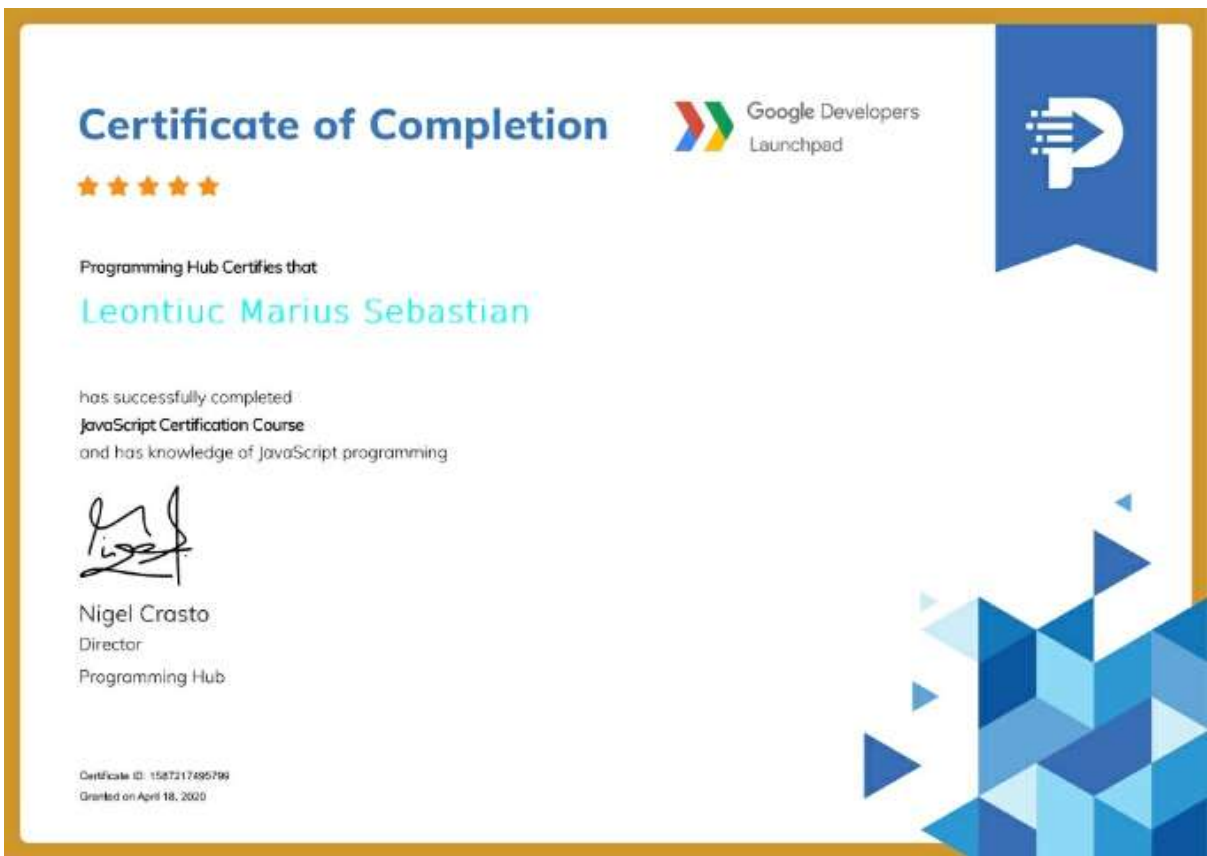 Certificate of Completion
Google Developers
Launchpad
Programming Hub Certifies that
Leontiuc Marius Sebastian
has successfully completed
JavaScript Certification Course
and has knowledge of JavaScript programming
Nigel Crasto
Director
Programming Hub
Certificate ID: 1587217495799
Granted on April 18, 2020